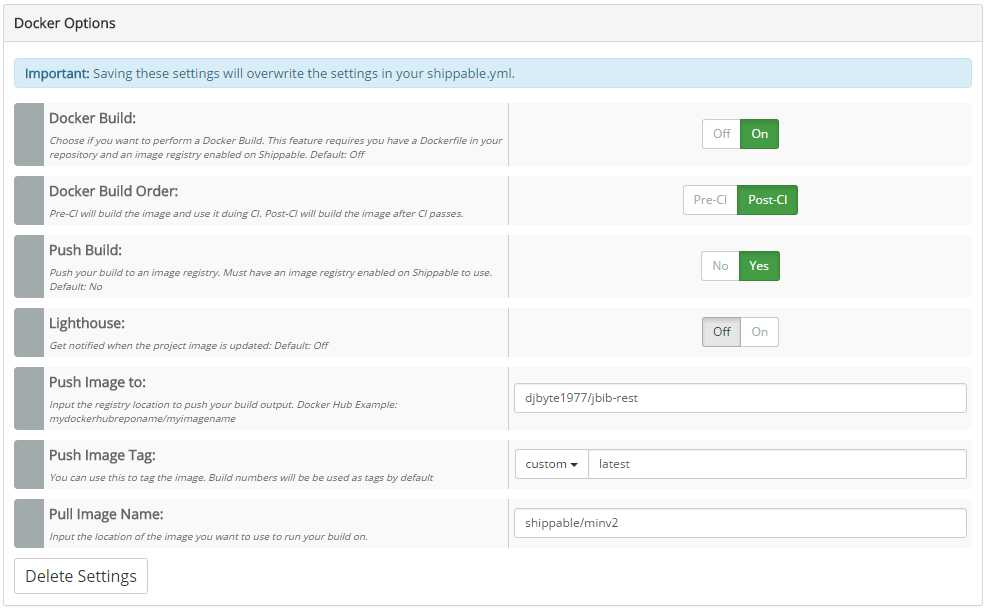 Docker Options
Important: Saving these settings will overwrite the settings in your shippable.yml.
Docker Build:
Choose if you want to perform a Docker Build. This feature requires you have a Dockerfile in your
repository and an image registry enabled on Shippable. Default: Off
Off On
Docker Build Order:
Pre-CI will build the image and use it duing CI. Post-CI will build the image after CI passes.
Pre-CI Post-CI
Push Build:
Push your build to an image registry. Must have an image registry enabled on Shippable to use.
Default: No
No Yes
Lighthouse:
Get notified when the project image is updated: Default: Off
Off On
Push Image to:
Input the registry location to push your build output. Docker Hub Example:
mydockerhubreponame/myimagename
djbyte1977/jbib-rest
Push Image Tag:
You can use this to tag the image. Build numbers will be be used as tags by default
custom latest
Pull Image Name:
Input the location of the image you want to use to run your build on.
shippable/minv2
Delete Settings